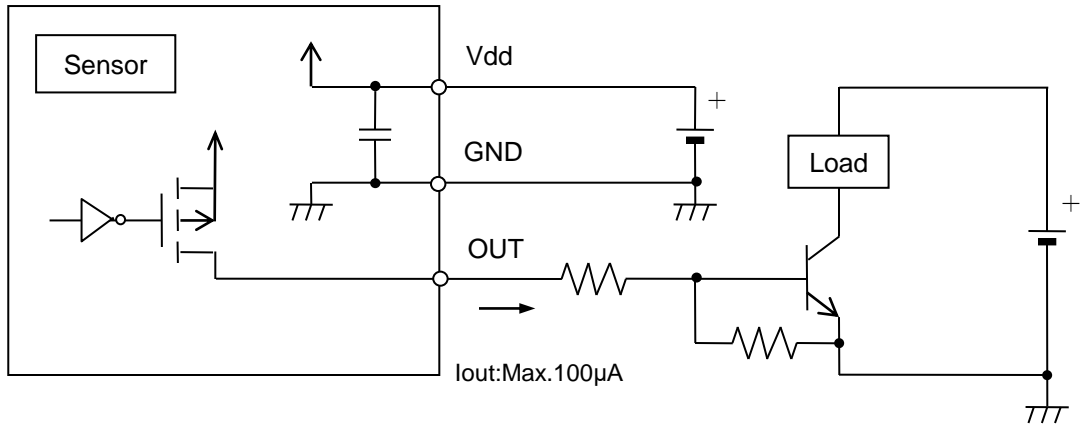 Sensor
Vdd
+
GND
Load
+
OUT
Iout:Max.100µA